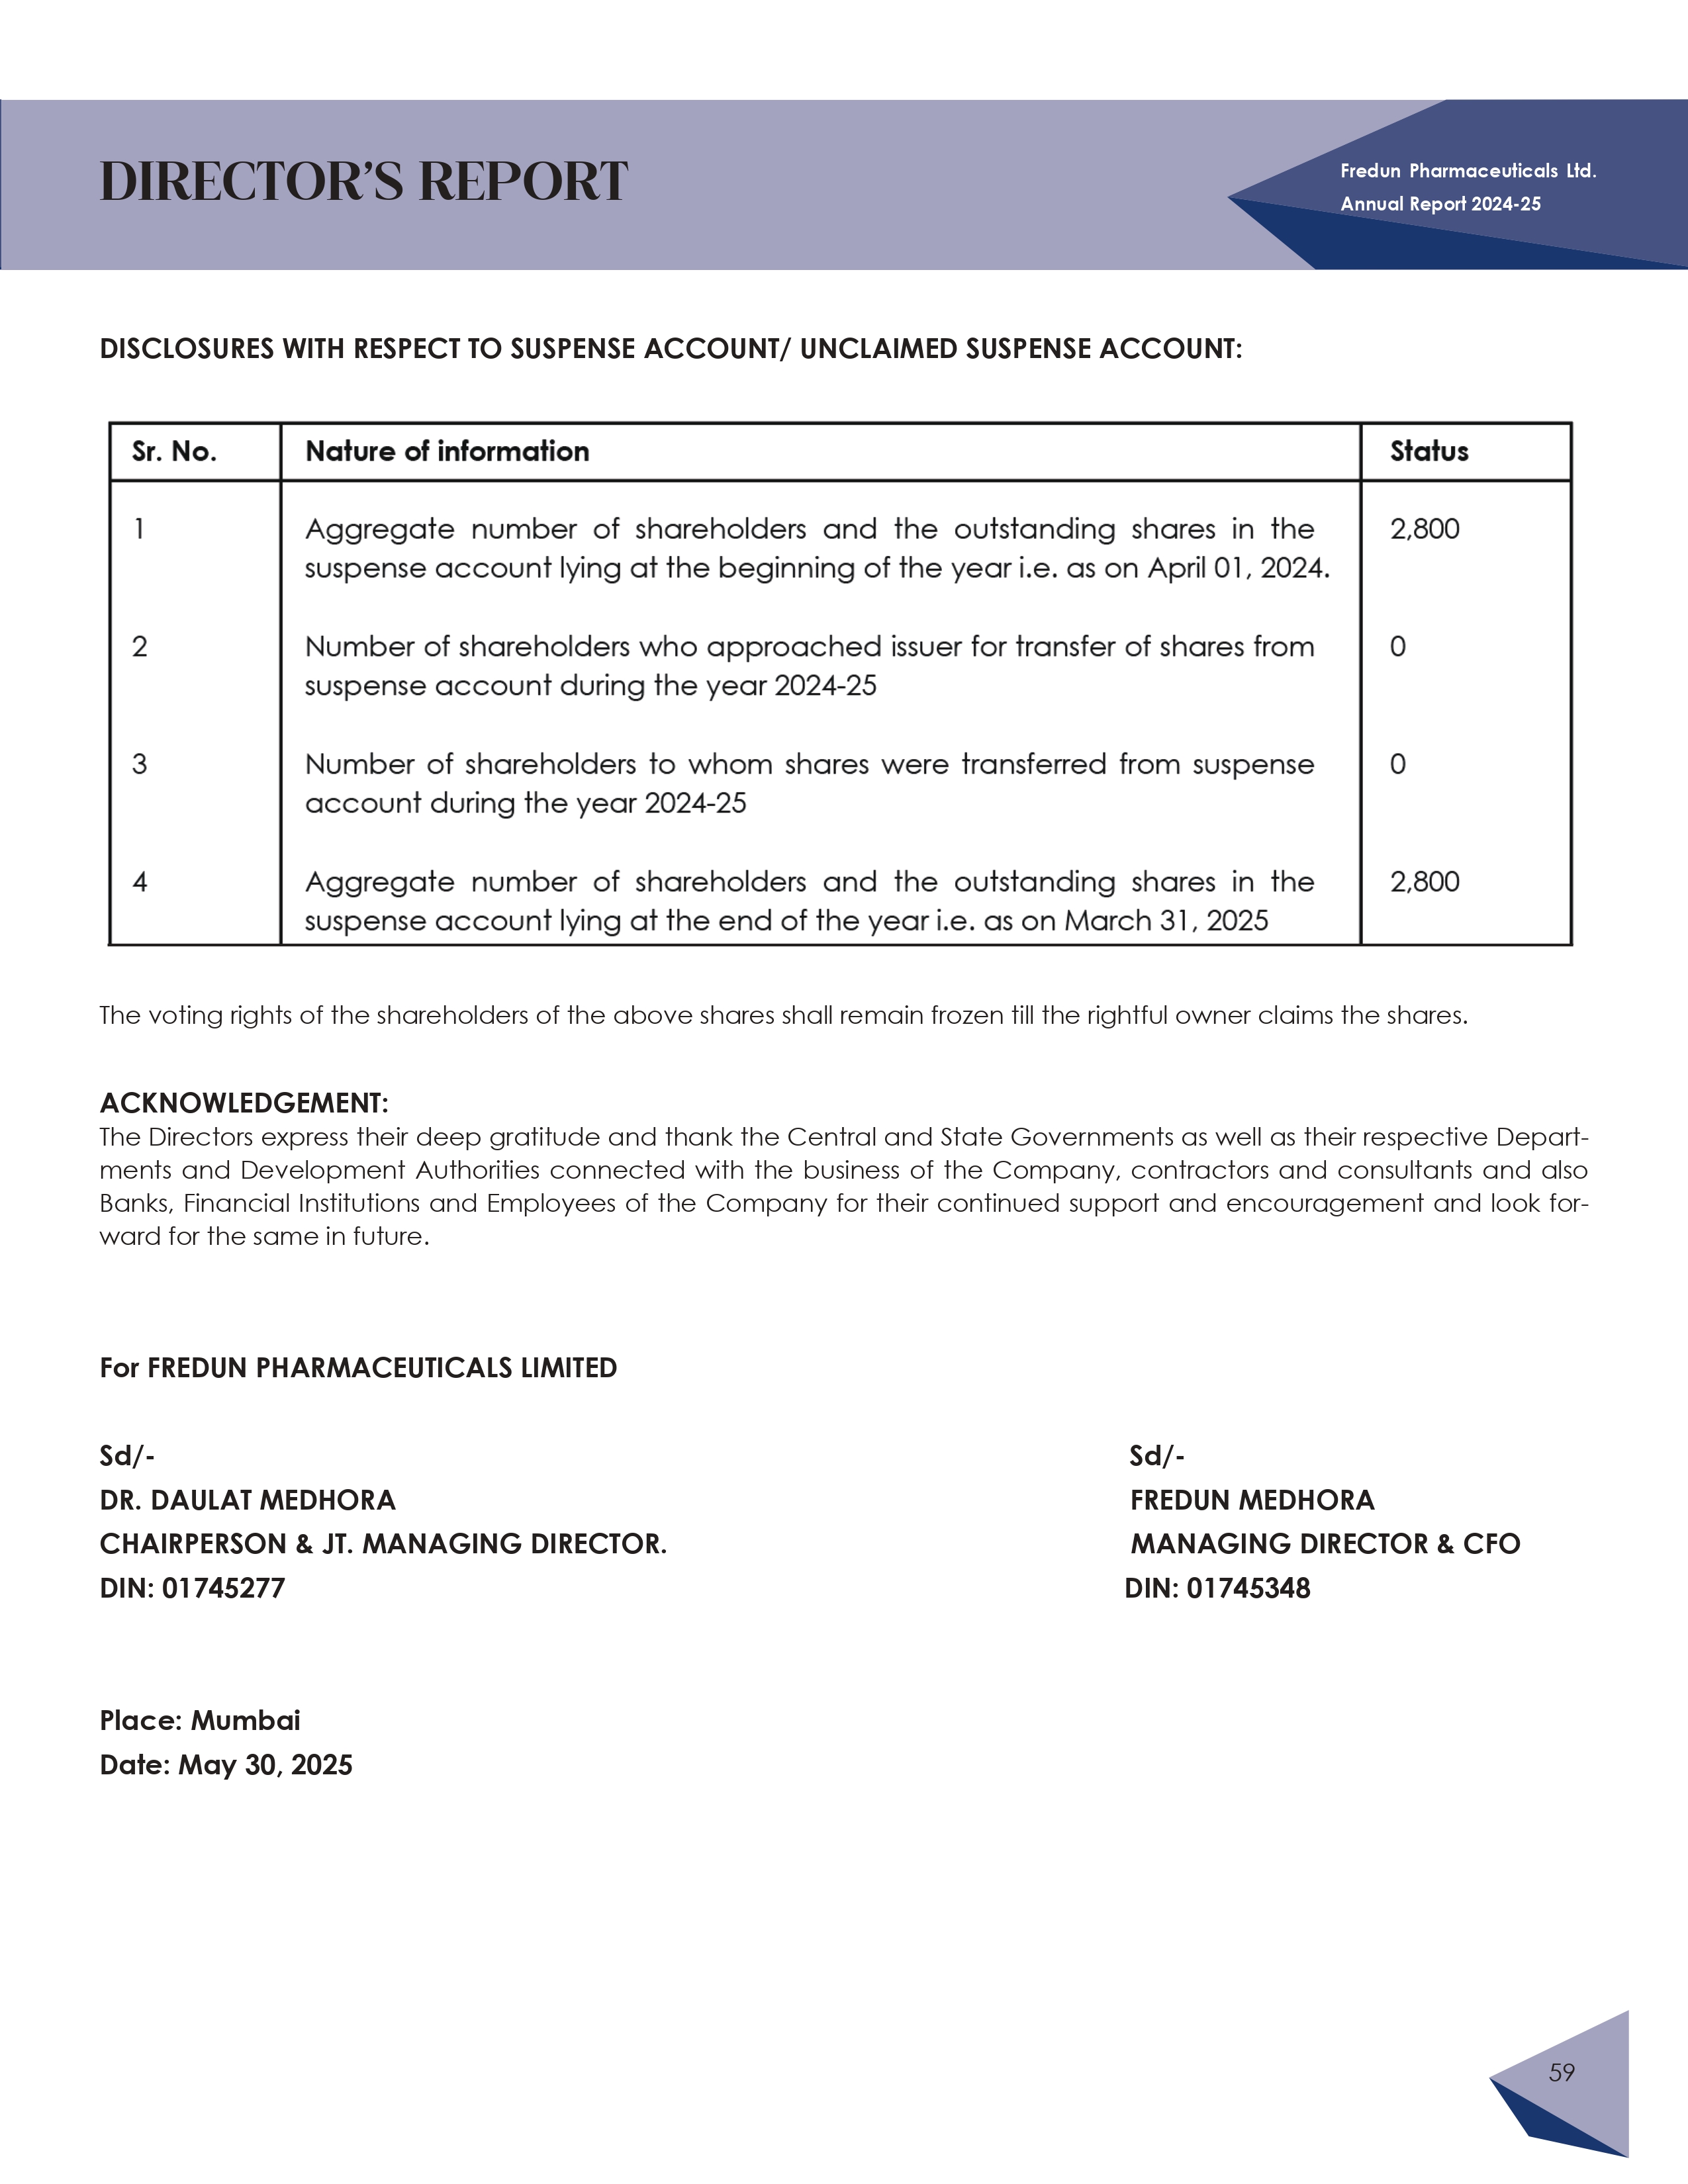 DIRECTOR’S REPORT
Fredun Pharmaceuticals Ltd.
Annual Report 2024-25
DISCLOSURES WITH RESPECT TO SUSPENSE ACCOUNT/ UNCLAIMED SUSPENSE ACCOUNT:
Sr. No. Nature of information Status
1 Aggregate number of shareholders and the outstanding shares in the 2,800
suspense account lying at the beginning of the year i.e. as on April 01, 2024.
2 Number of shareholders who approached issuer for transfer of shares from 0
suspense account during the year 2024-25
3 Number of shareholders to whom shares were transferred from suspense 0
account during the year 2024-25
4 Aggregate number of shareholders and the outstanding shares in the 2,800
suspense account lying at the end of the year i.e. as on March 31, 2025
The voting rights of the shareholders of the above shares shall remain frozen till the rightful owner claims the shares.
ACKNOWLEDGEMENT:
The Directors express their deep gratitude and thank the Central and State Governments as well as their respective Depart-
ments and Development Authorities connected with the business of the Company, contractors and consultants and also
Banks, Financial Institutions and Employees of the Company for their continued support and encouragement and look for-
ward for the same in future.
For FREDUN PHARMACEUTICALS LIMITED
Sd/- Sd/-
DR. DAULAT MEDHORA FREDUN MEDHORA
CHAIRPERSON & JT. MANAGING DIRECTOR. MANAGING DIRECTOR & CFO
DIN: 01745277 DIN: 01745348
Place: Mumbai
Date: May 30, 2025
59